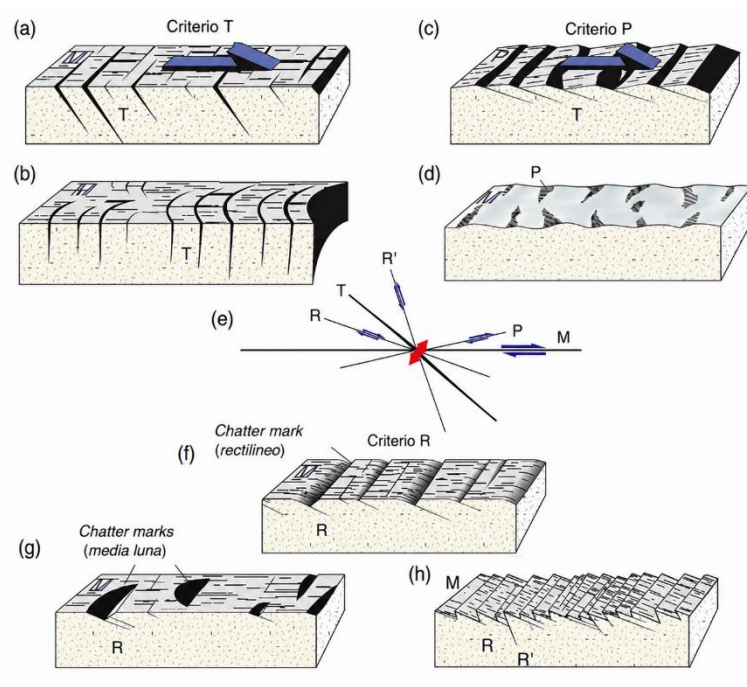 (a)
Criterio T
M
T
(c)
Criterio P
P
T
(b)
T
(d)
P
M
(e)
R'
T
R
P
M
(f)
Chatter mark
(rectilineo)
Criterio R
M
R
(g)
Chatter marks
(media luna)
R
(h)
M
R
R'